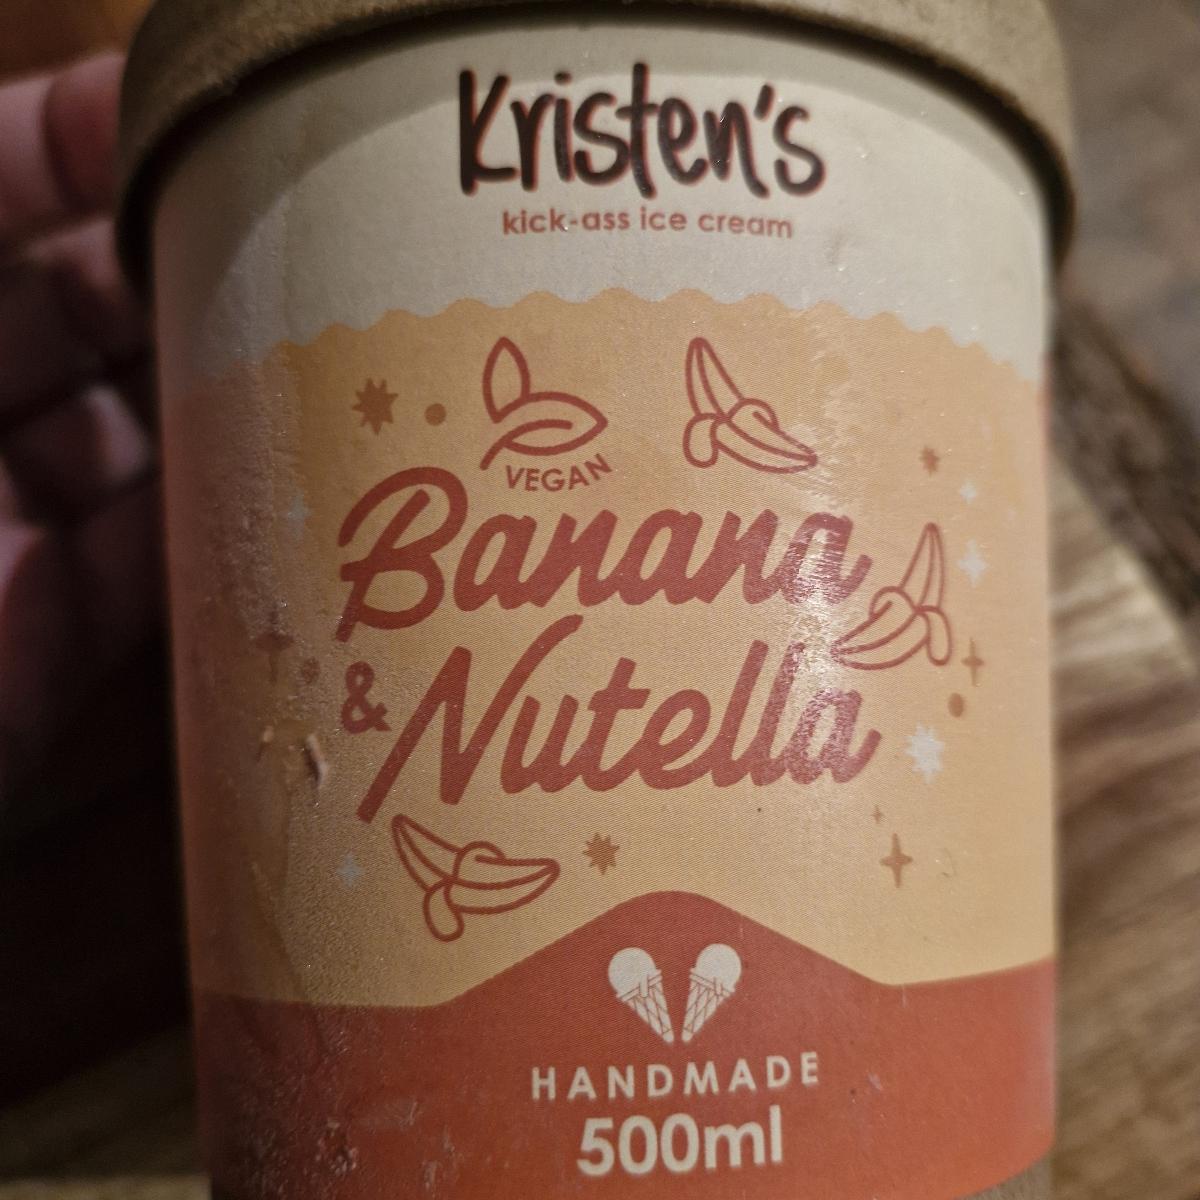 Kristen's
kick-ass ice cream
VEGAN
Banana
& Nutella
HANDMADE
500ml